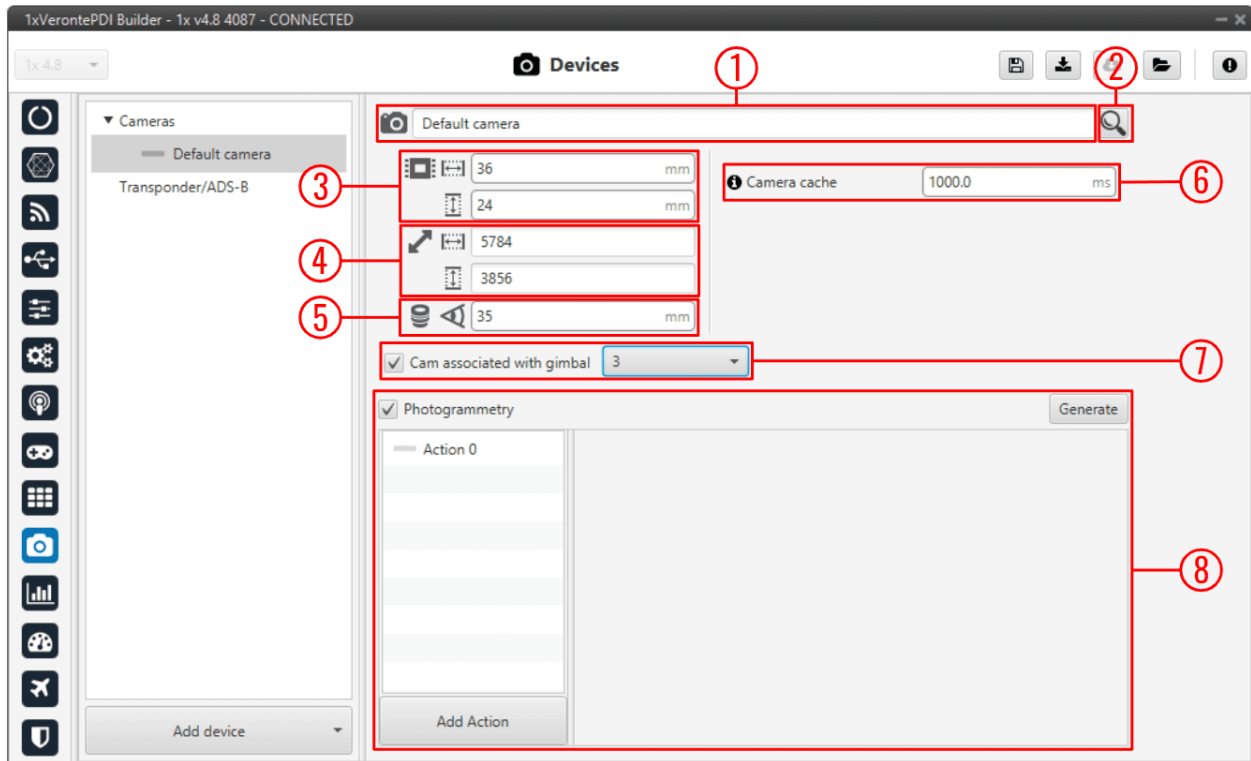 1xVerontePDI Builder - 1x v4.8 4087 - CONNECTED
1x 4.8
Devices
1
2
Cameras
Default camera
Transponder/ADS-B
Add device
Default camera
3
36 mm
24 mm
Camera cache 1000.0 ms
6
4
5784
3856
5
35 mm
Cam associated with gimbal 3
7
Photogrammetry Generate
Action 0
8
Add Action